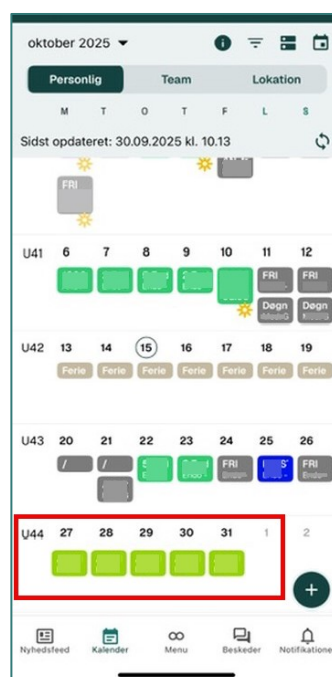 oktober 2025
Personlig Team Lokation
M T O T F L S
Sidst opdateret: 30.09.2025 kl. 10.13
FRI
U41 6 7 8 9 10 11 12
FRI FRI
Døgn Døgn
U42 13 14 15 16 17 18 19
Ferie Ferie Ferie Ferie Ferie Ferie Ferie
U43 20 21 22 23 24 25 26
/ / FRI FRI
U44 27 28 29 30 31 1 2
+
Nyhedsfeed Kalender Menu Beskeder Notifikatione